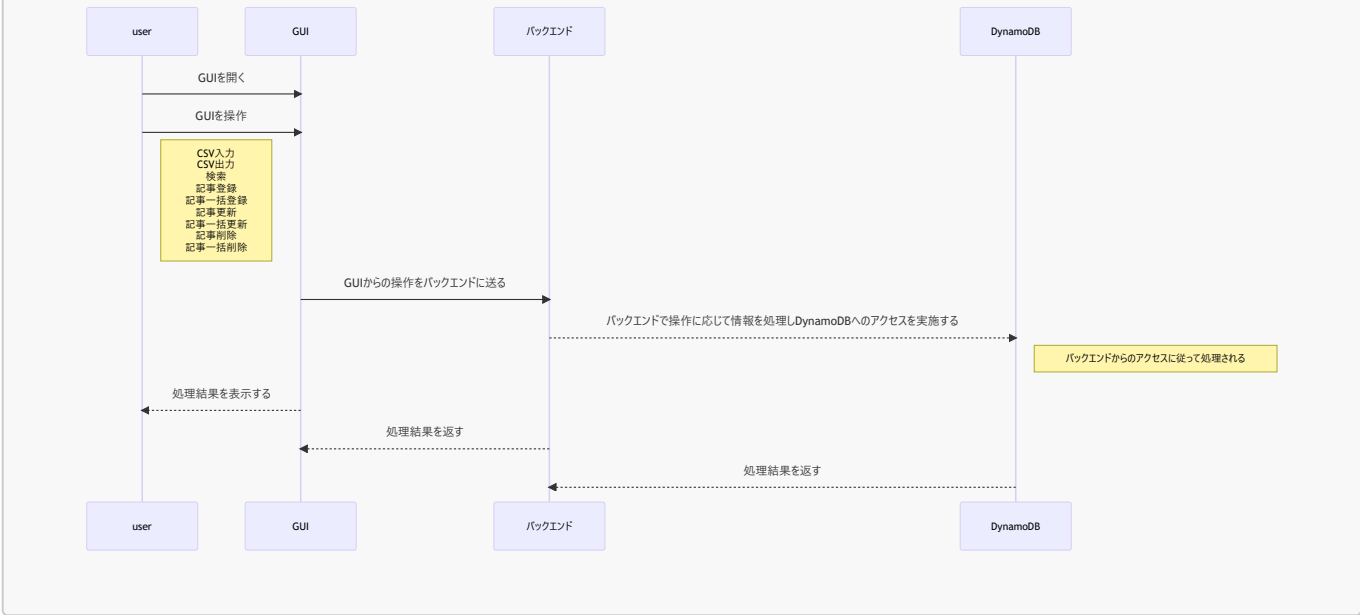 user
GUI
バックエンド
DynamoDB
GUIを開く
GUIを操作
CSV入力
CSV出力
検索
記事登録
記事一括登録
記事更新
記事一括更新
記事削除
記事一括削除
GUIからの操作をバックエンドに送る
バックエンドで操作に応じて情報を処理しDynamoDBへのアクセスを実施する
バックエンドからのアクセスに従って処理される
処理結果を表示する
処理結果を返す
処理結果を返す
user
GUI
バックエンド
DynamoDB